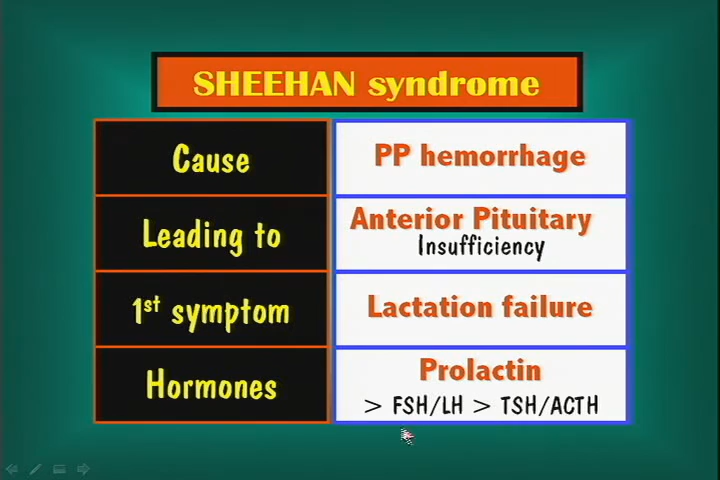 SHEEHAN syndrome
Cause
PP hemorrhage
Leading to
Anterior Pituitary
Insufficiency
1st symptom
Lactation failure
Hormones
Prolactin
> FSH/LH > TSH/ACTH